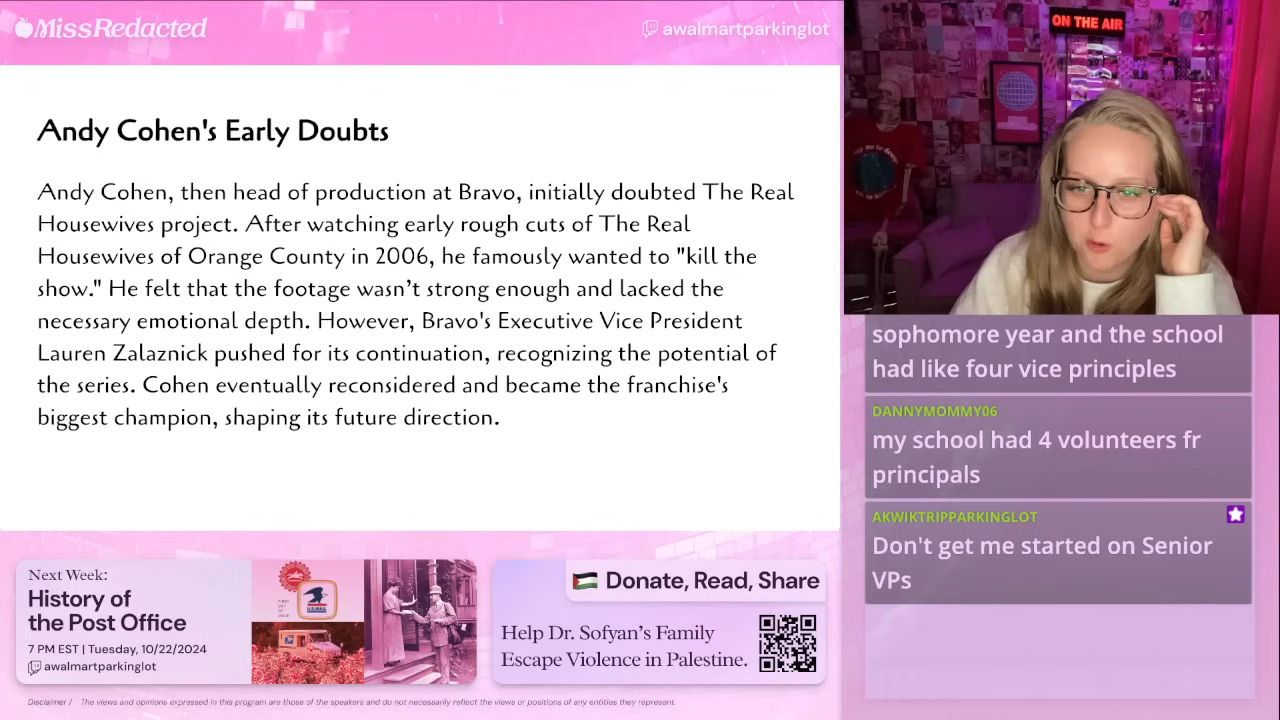 MissRedacted
awalmartparkinglot
ON THE AIR
Andy Cohen's Early Doubts
Andy Cohen, then head of production at Bravo, initially doubted The Real
Housewives project. After watching early rough cuts of The Real
Housewives of Orange County in 2006, he famously wanted to "kill the
show." He felt that the footage wasn’t strong enough and lacked the
necessary emotional depth. However, Bravo's Executive Vice President
Lauren Zalaznick pushed for its continuation, recognizing the potential of
the series. Cohen eventually reconsidered and became the franchise's
biggest champion, shaping its future direction.
sophomore year and the school
had like four vice principles
DANNYMOMMY06
my school had 4 volunteers fr
principals
AKWIKTRIPPARKINGLOT
Don't get me started on Senior
VPs
Next Week:
History of
the Post Office
7 PM EST | Tuesday, 10/22/2024
awalmartparkinglot
U.S.MAIL
Donate, Read, Share
Help Dr. Sofyan’s Family
Escape Violence in Palestine.
Disclaimer / The views and opinions expressed in this program are those of the speakers and do not necessarily reflect the views or positions of any entities they represent.